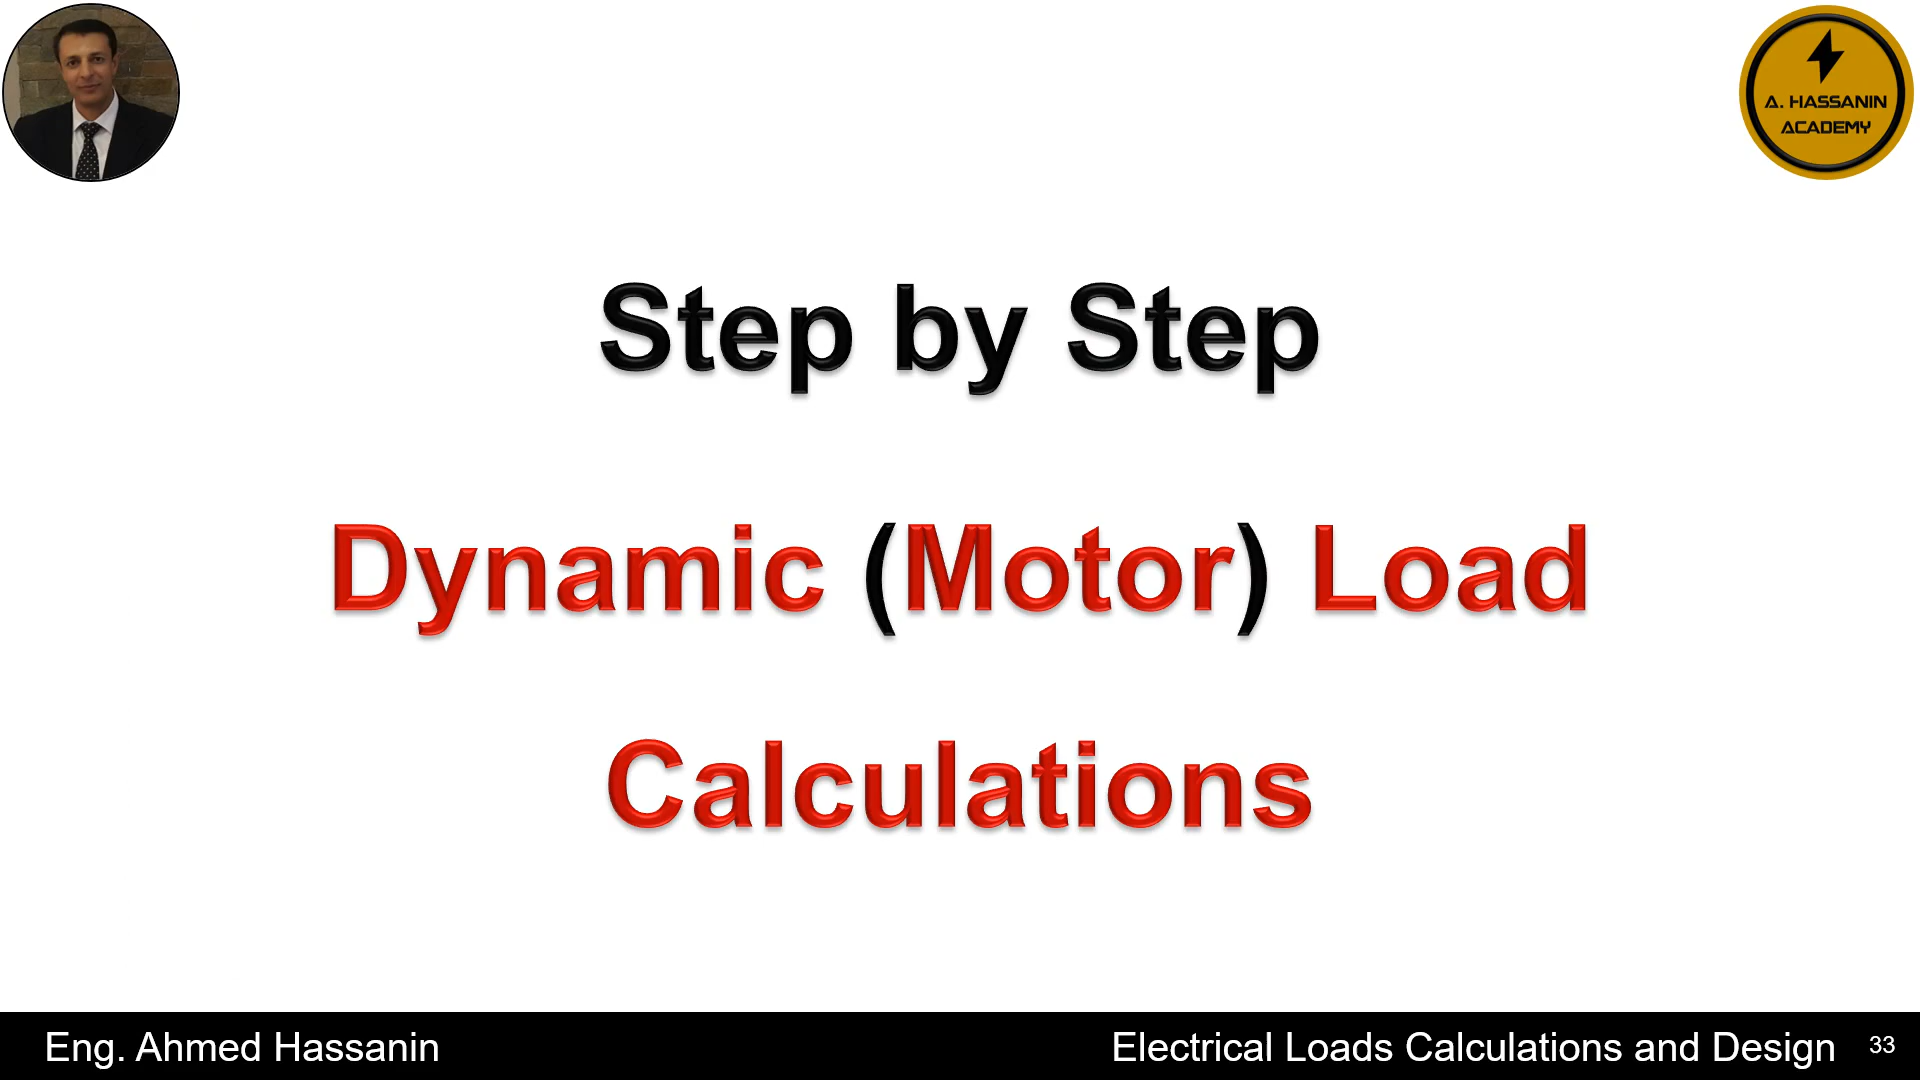 A. HASSANIN
ACADEMY
Step by Step
Dynamic (Motor) Load
Calculations
Eng. Ahmed Hassanin
Electrical Loads Calculations and Design
33